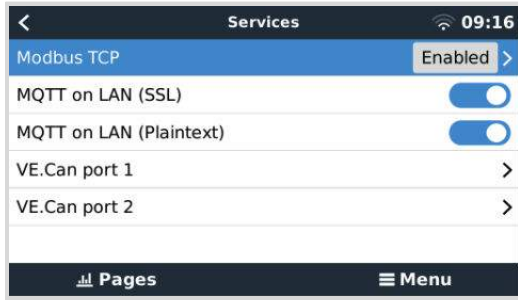 Services 09:16
Modbus TCP Enabled
MQTT on LAN (SSL)
MQTT on LAN (Plaintext)
VE.Can port 1
VE.Can port 2
Pages Menu